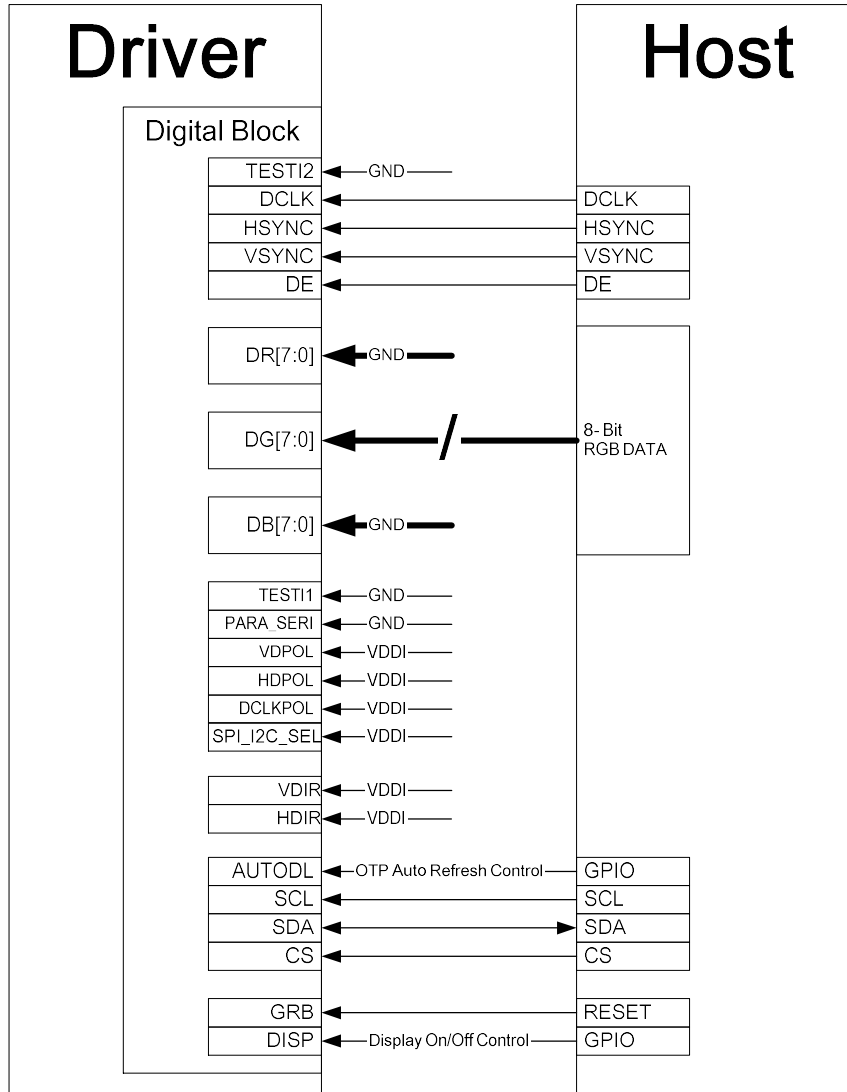 Driver
Host
Digital Block
TESTI2 GND
DCLK DCLK
HSYNC HSYNC
VSYNC VSYNC
DE DE
DR[7:0] GND
DG[7:0] / 8-Bit
RGB DATA
DB[7:0] GND
TESTI1 GND
PARA_SERI GND
VDPOL VDDI
HDPOL VDDI
DCLKPOL VDDI
SPI_I2C_SEL VDDI
VDIR VDDI
HDIR VDDI
AUTODL OTP Auto Refresh Control GPIO
SCL SCL
SDA SDA
CS CS
GRB RESET
DISP Display On/Off Control GPIO